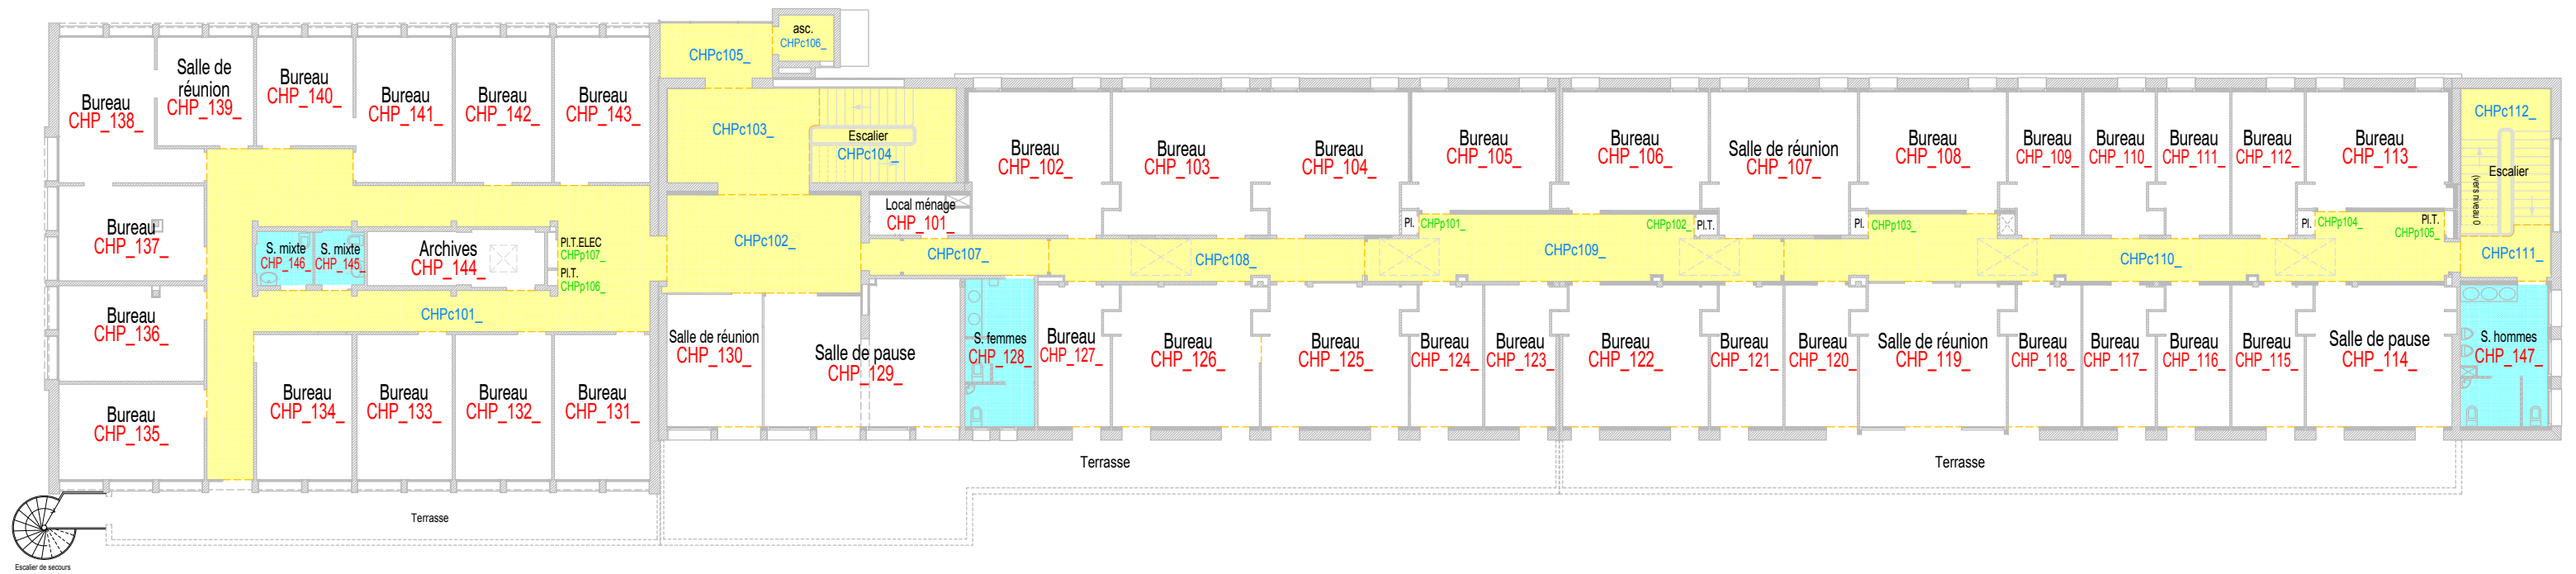 asc.
CHPc106_
CHPc105_
Bureau
CHP_138_
Salle de
réunion
CHP_139_
Bureau
CHP_140_
Bureau
CHP_141_
Bureau
CHP_142_
Bureau
CHP_143_
CHPc103_
Escalier
CHPc104_
Bureau
CHP_102_
Bureau
CHP_103_
Bureau
CHP_104_
Bureau
CHP_105_
Bureau
CHP_106_
Salle de réunion
CHP_107_
Bureau
CHP_108_
Bureau
CHP_109_
Bureau
CHP_110_
Bureau
CHP_111_
Bureau
CHP_112_
Bureau
CHP_113_
CHPc112_
Escalier
(vers niveau 0)
Local ménage
CHP_101_
Pl.
CHPp101_
CHPp102_
Pl.T.
Pl.
CHPp103_
Pl.
CHPp104_
Pl.T.
CHPp105_
Bureau
CHP_137_
S. mixte
CHP_146_
S. mixte
CHP_145_
Archives
CHP_144_
Pl.T.ELEC
CHPp107_
Pl.T.
CHPp106_
CHPc102_
CHPc107_
CHPc108_
CHPc109_
CHPc110_
CHPc111_
Bureau
CHP_136_
CHPc101_
Salle de réunion
CHP_130_
Salle de pause
CHP_129_
S. femmes
CHP_128_
Bureau
CHP_127_
Bureau
CHP_126_
Bureau
CHP_125_
Bureau
CHP_124_
Bureau
CHP_123_
Bureau
CHP_122_
Bureau
CHP_121_
Bureau
CHP_120_
Salle de réunion
CHP_119_
Bureau
CHP_118_
Bureau
CHP_117_
Bureau
CHP_116_
Bureau
CHP_115_
Salle de pause
CHP_114_
S. hommes
CHP_147_
Bureau
CHP_135_
Bureau
CHP_134_
Bureau
CHP_133_
Bureau
CHP_132_
Bureau
CHP_131_
Terrasse
Terrasse
Terrasse
Escalier de secours